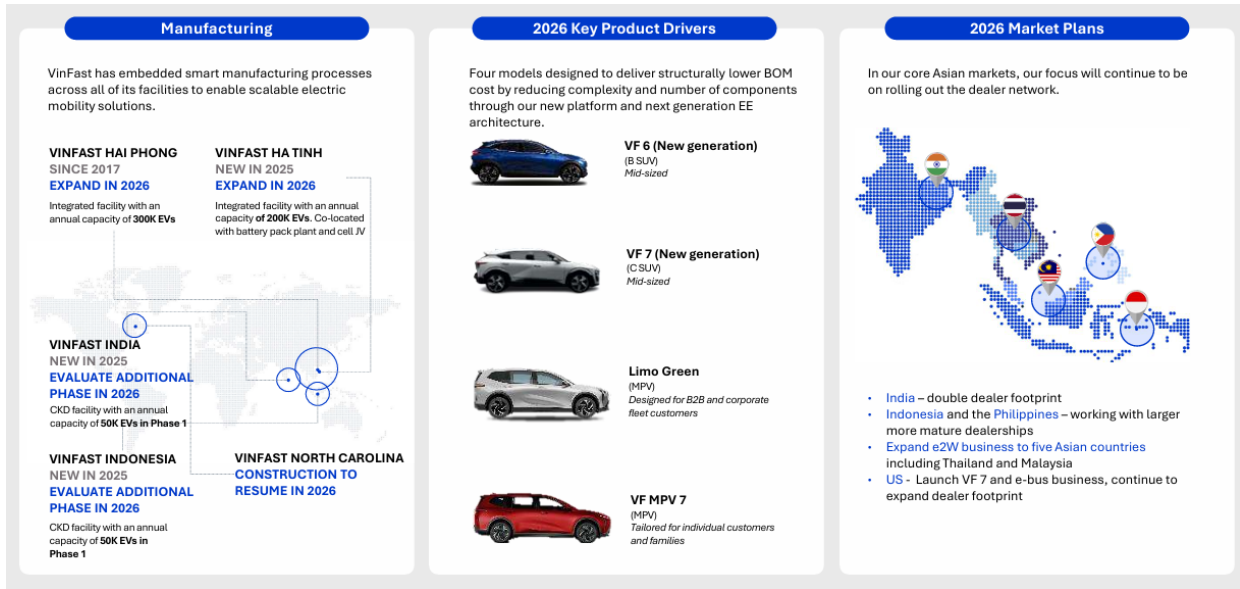 Manufacturing
VinFast has embedded smart manufacturing processes
across all of its facilities to enable scalable electric
mobility solutions.
VINFAST HAI PHONG
SINCE 2017
EXPAND IN 2026
Integrated facility with an
annual capacity of 300K EVs
VINFAST HA TINH
NEW IN 2025
EXPAND IN 2026
Integrated facility with an annual
capacity of 200K EVs. Co-located
with battery pack plant and cell JV
VINFAST INDIA
NEW IN 2025
EVALUATE ADDITIONAL
PHASE IN 2026
CKD facility with an annual
capacity of 50K EVs in Phase 1
VINFAST INDONESIA
NEW IN 2025
EVALUATE ADDITIONAL
PHASE IN 2026
CKD facility with an annual
capacity of 50K EVs in
Phase 1
VINFAST NORTH CAROLINA
CONSTRUCTION TO
RESUME IN 2026
2026 Key Product Drivers
Four models designed to deliver structurally lower BOM
cost by reducing complexity and number of components
through our new platform and next generation EE
architecture.
VF 6 (New generation)
(B SUV)
Mid-sized
VF 7 (New generation)
(C SUV)
Mid-sized
Limo Green
(MPV)
Designed for B2B and corporate
fleet customers
VF MPV 7
(MPV)
Tailored for individual customers
and families
2026 Market Plans
In our core Asian markets, our focus will continue to be
on rolling out the dealer network.
• India – double dealer footprint
• Indonesia and the Philippines – working with larger
more mature dealerships
• Expand e2W business to five Asian countries
including Thailand and Malaysia
• US - Launch VF 7 and e-bus business, continue to
expand dealer footprint